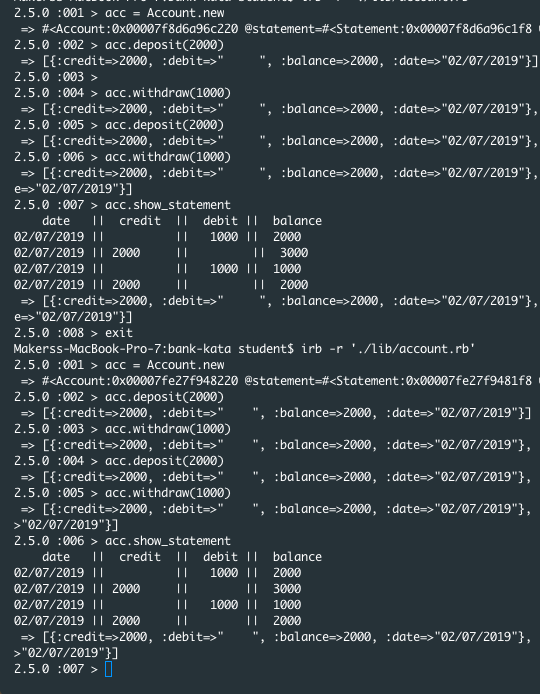 2.5.0 :001 > acc = Account.new
 => #<Account:0x00007f8d6a96c220 @statement=#<Statement:0x00007f8d6a96c1f8
2.5.0 :002 > acc.deposit(2000)
 => [{:credit=>2000, :debit=>"     ", :balance=>2000, :date=>"02/07/2019"}]
2.5.0 :003 >
2.5.0 :004 > acc.withdraw(1000)
 => [{:credit=>2000, :debit=>"     ", :balance=>2000, :date=>"02/07/2019"},
2.5.0 :005 > acc.deposit(2000)
 => [{:credit=>2000, :debit=>"     ", :balance=>2000, :date=>"02/07/2019"},
2.5.0 :006 > acc.withdraw(1000)
 => [{:credit=>2000, :debit=>"     ", :balance=>2000, :date=>"02/07/2019"},
e=>"02/07/2019"}]
2.5.0 :007 > acc.show_statement
    date   ||  credit  ||  debit ||  balance
02/07/2019 ||          ||   1000 ||  2000
02/07/2019 ||  2000    ||         ||  3000
02/07/2019 ||          ||   1000 ||  1000
02/07/2019 ||  2000    ||         ||  2000
 => [{:credit=>2000, :debit=>"     ", :balance=>2000, :date=>"02/07/2019"},
e=>"02/07/2019"}]
2.5.0 :008 > exit
Makerss-MacBook-Pro-7:bank-kata student$ irb -r './lib/account.rb'
2.5.0 :001 > acc = Account.new
 => #<Account:0x00007fe27f948220 @statement=#<Statement:0x00007fe27f9481f8
2.5.0 :002 > acc.deposit(2000)
 => [{:credit=>2000, :debit=>"    ", :balance=>2000, :date=>"02/07/2019"}]
2.5.0 :003 > acc.withdraw(1000)
 => [{:credit=>2000, :debit=>"    ", :balance=>2000, :date=>"02/07/2019"},
2.5.0 :004 > acc.deposit(2000)
 => [{:credit=>2000, :debit=>"    ", :balance=>2000, :date=>"02/07/2019"},
2.5.0 :005 > acc.withdraw(1000)
 => [{:credit=>2000, :debit=>"    ", :balance=>2000, :date=>"02/07/2019"},
>"02/07/2019"}]
2.5.0 :006 > acc.show_statement
    date   ||  credit  ||  debit ||  balance
02/07/2019 ||          ||   1000 ||  2000
02/07/2019 ||  2000    ||        ||  3000
02/07/2019 ||          ||   1000 ||  1000
02/07/2019 ||  2000    ||        ||  2000
 => [{:credit=>2000, :debit=>"    ", :balance=>2000, :date=>"02/07/2019"},
>"02/07/2019"}]
2.5.0 :007 >